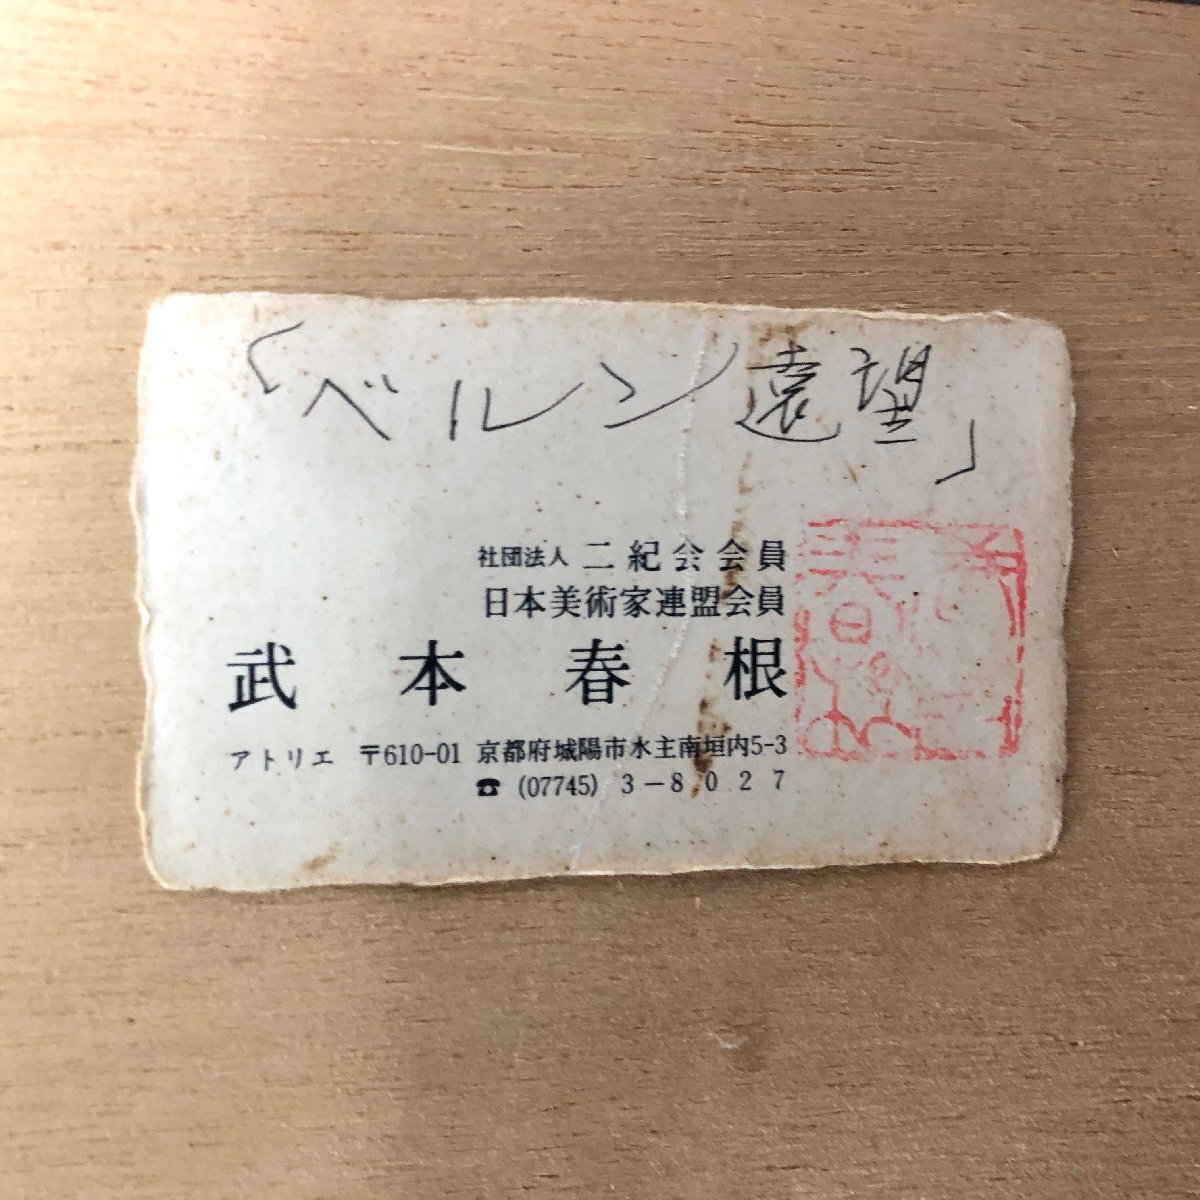 「ベルン遠望」
社団法人 二紀会会員
日本美術家連盟会員
武本春根
アトリエ 〒610-01 京都府城陽市水主南垣内5-3
☎ (07745) 3-8027